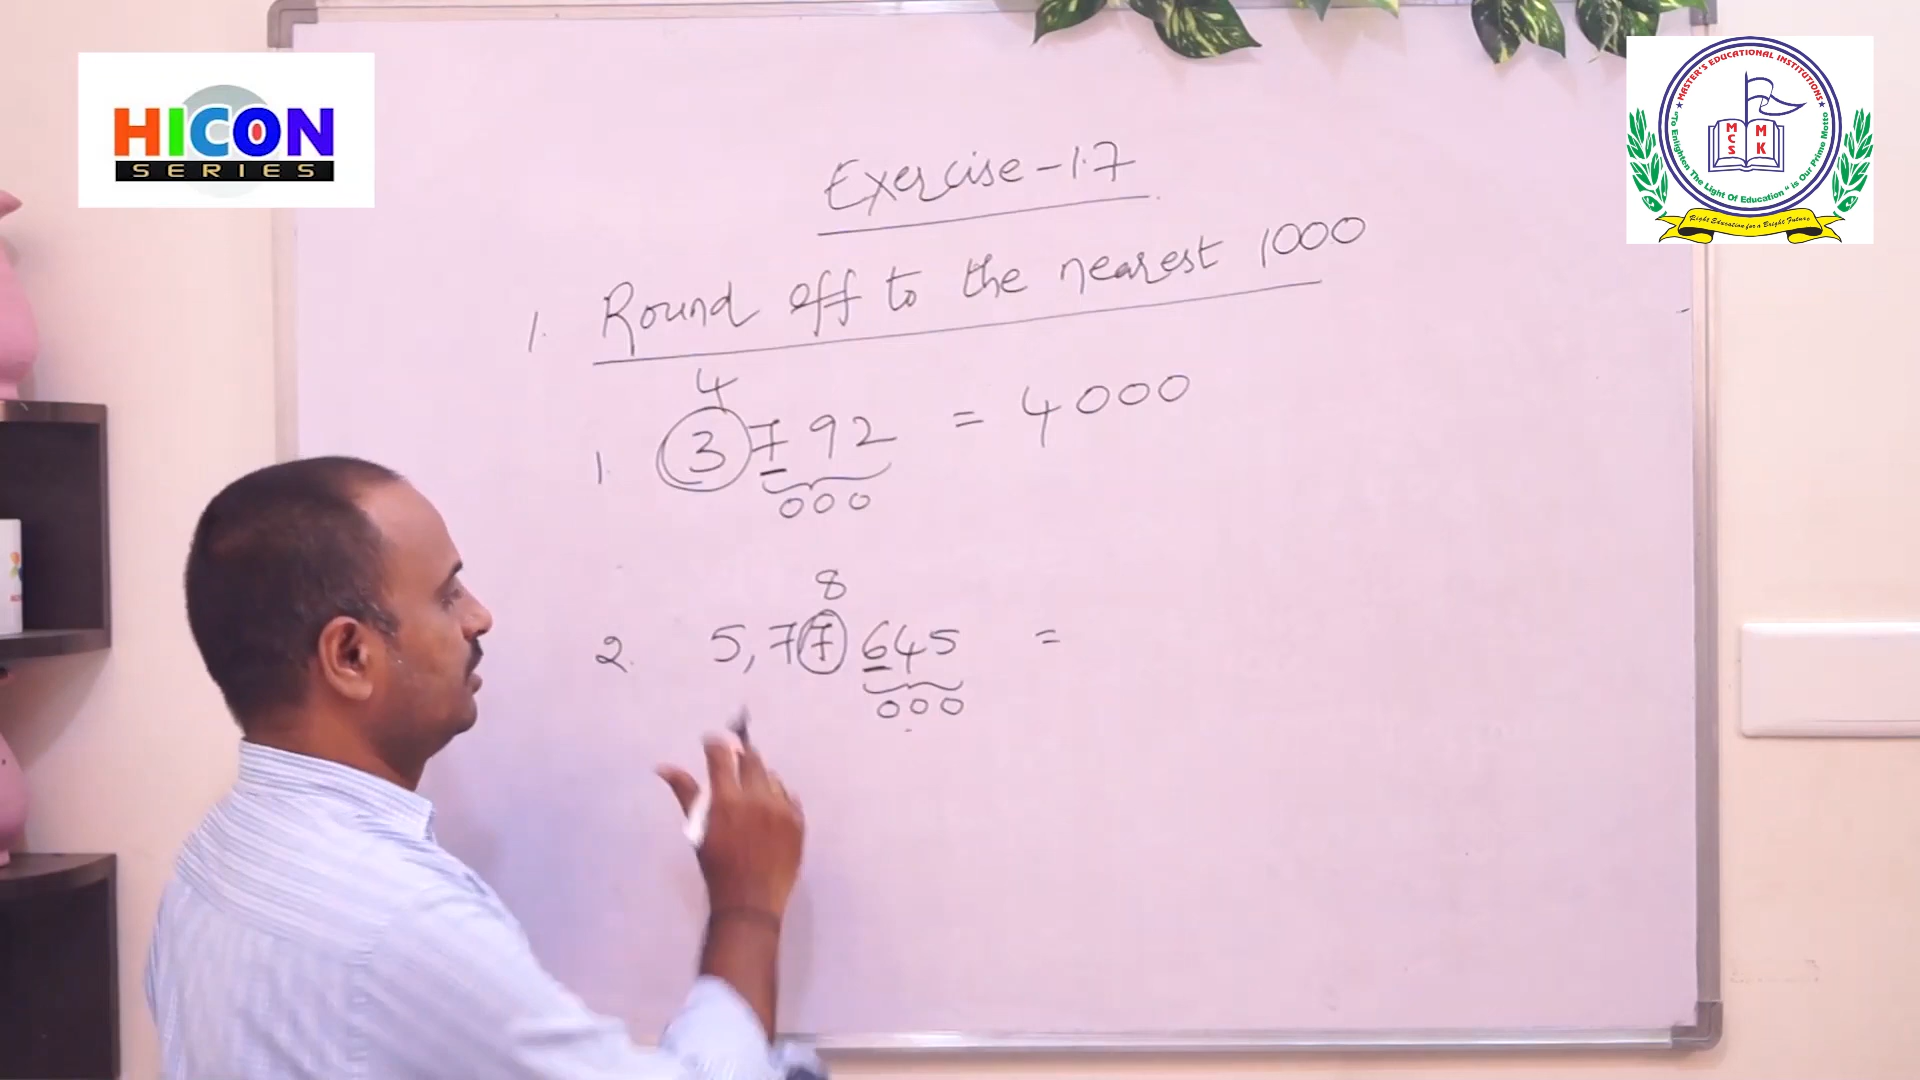 HICON
SERIES
MASTER'S EDUCATIONAL INSTITUTIONS
MCS MK
"To Enlighten The Light Of Education" is Our Prime Motto
Right Education for a Bright Future
Exercise - 1.7
1. Round off to the nearest 1000
4
1. 3792 = 4000
000
8
2. 5,77645 =
000